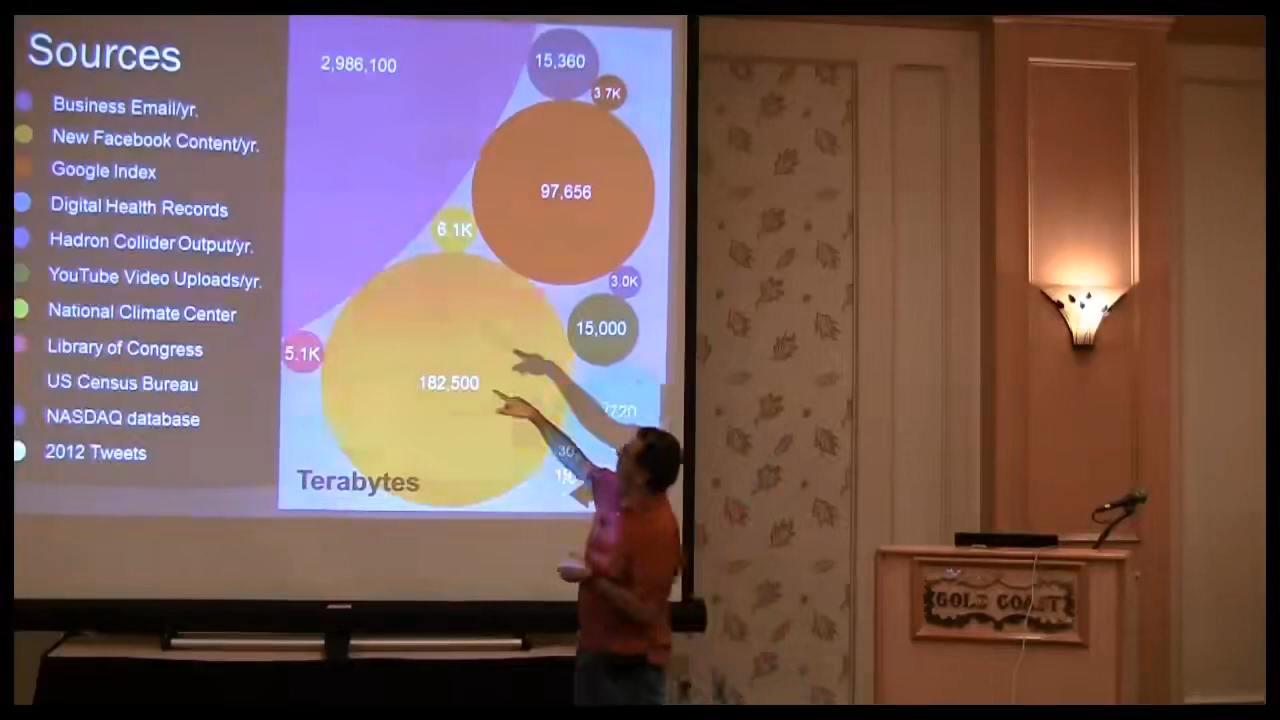 Sources
Business Email/yr.
New Facebook Content/yr.
Google Index
Digital Health Records
Hadron Collider Output/yr.
YouTube Video Uploads/yr.
National Climate Center
Library of Congress
US Census Bureau
NASDAQ database
2012 Tweets
2,986,100
15,360
3.7K
97,656
6.1K
3.0K
15,000
5.1K
182,500
Terabytes
GOLD COAST